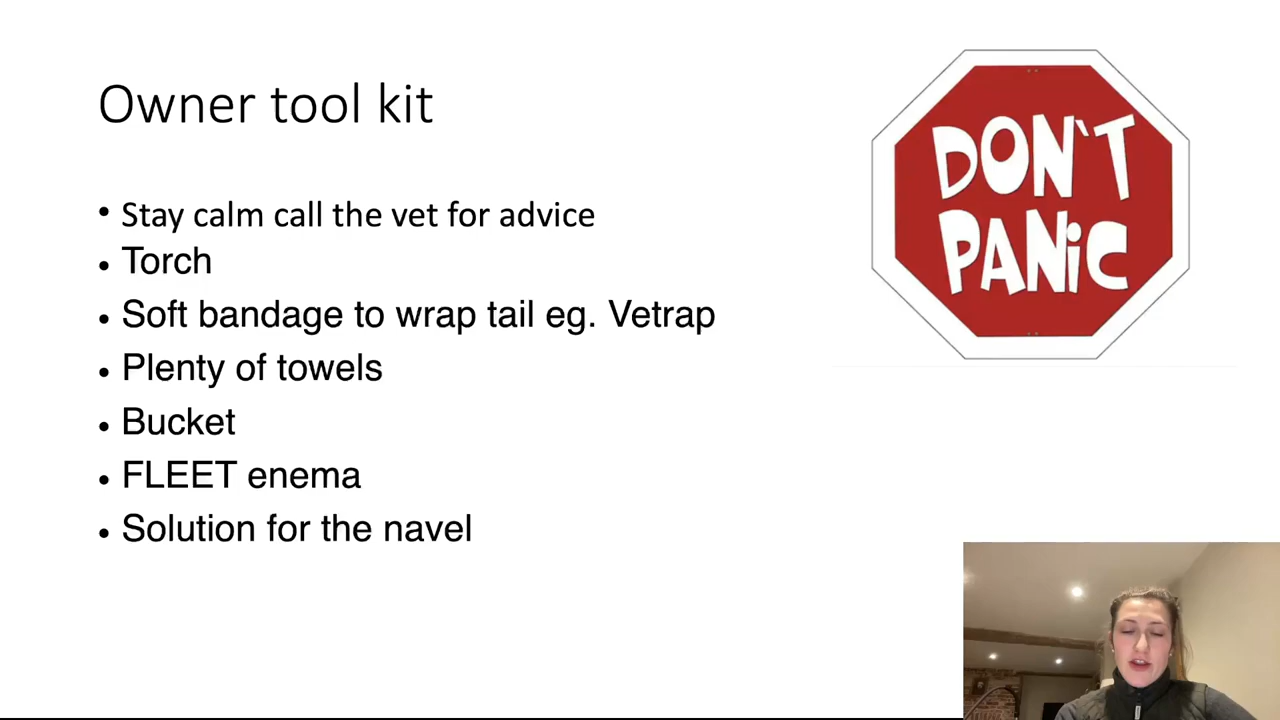 Owner tool kit
• Stay calm call the vet for advice
• Torch
• Soft bandage to wrap tail eg. Vetrap
• Plenty of towels
• Bucket
• FLEET enema
• Solution for the navel
DON`T
PANiC